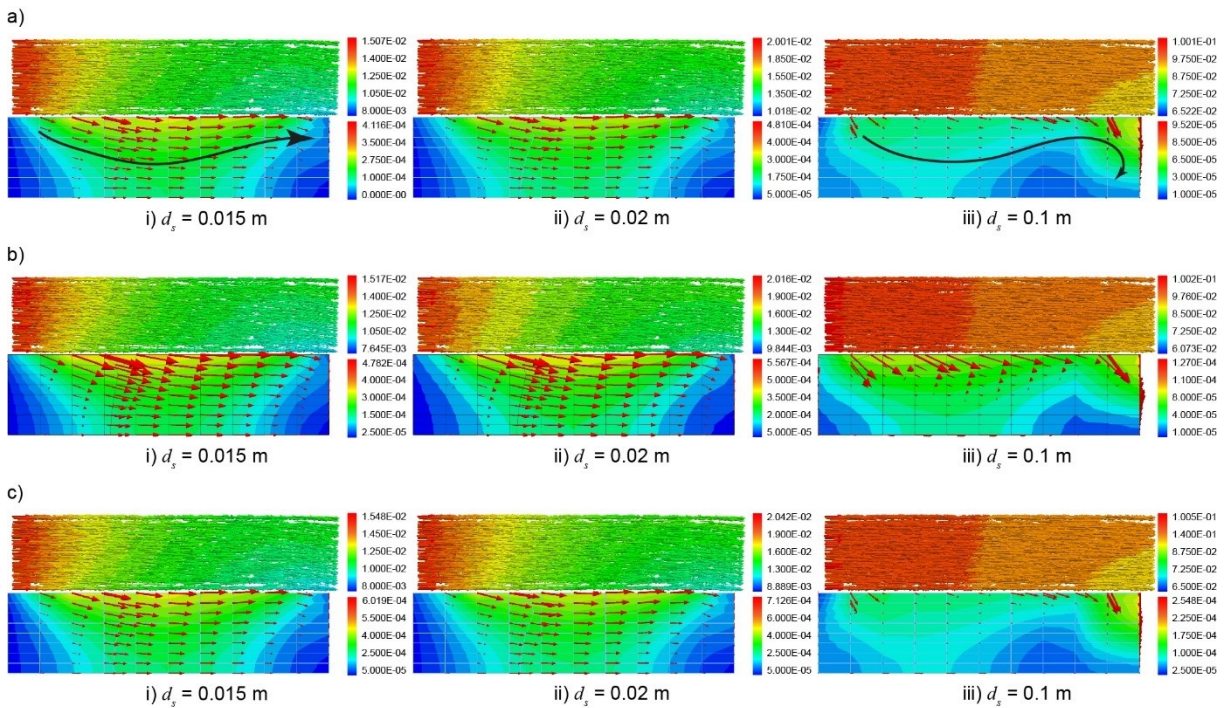 a)
1.507E-02
1.400E-02
1.250E-02
1.050E-02
8.000E-03
4.116E-04
3.500E-04
2.750E-04
1.250E-04
0.000E-00
i) dₛ = 0.015 m
2.001E-02
1.850E-02
1.500E-02
1.350E-02
1.018E-02
4.810E-04
4.000E-04
3.000E-04
1.750E-04
5.000E-05
ii) dₛ = 0.02 m
1.001E-01
9.750E-02
8.750E-02
7.250E-02
6.522E-02
9.520E-05
8.500E-05
6.500E-05
3.500E-05
1.000E-05
iii) dₛ = 0.1 m
b)
1.517E-02
1.400E-02
1.250E-02
1.050E-02
7.645E-03
4.782E-04
4.000E-04
3.000E-04
1.500E-04
2.500E-05
i) dₛ = 0.015 m
2.016E-02
1.900E-02
1.600E-02
1.300E-02
9.844E-03
5.567E-04
5.000E-04
3.500E-04
2.000E-04
5.000E-05
ii) dₛ = 0.02 m
1.002E-01
9.760E-02
8.500E-02
7.250E-02
6.673E-02
1.270E-04
1.100E-04
8.000E-05
4.000E-05
1.000E-05
iii) dₛ = 0.1 m
c)
1.548E-02
1.450E-02
1.250E-02
1.050E-02
8.000E-03
6.019E-04
5.000E-04
4.000E-04
2.000E-04
5.000E-05
i) dₛ = 0.015 m
2.042E-02
1.900E-02
1.600E-02
1.300E-02
8.889E-03
7.126E-04
6.000E-04
4.500E-04
2.500E-04
5.000E-05
ii) dₛ = 0.02 m
1.005E-01
9.750E-02
8.750E-02
7.250E-02
6.500E-02
2.548E-04
2.250E-04
1.750E-04
1.000E-04
2.500E-05
iii) dₛ = 0.1 m